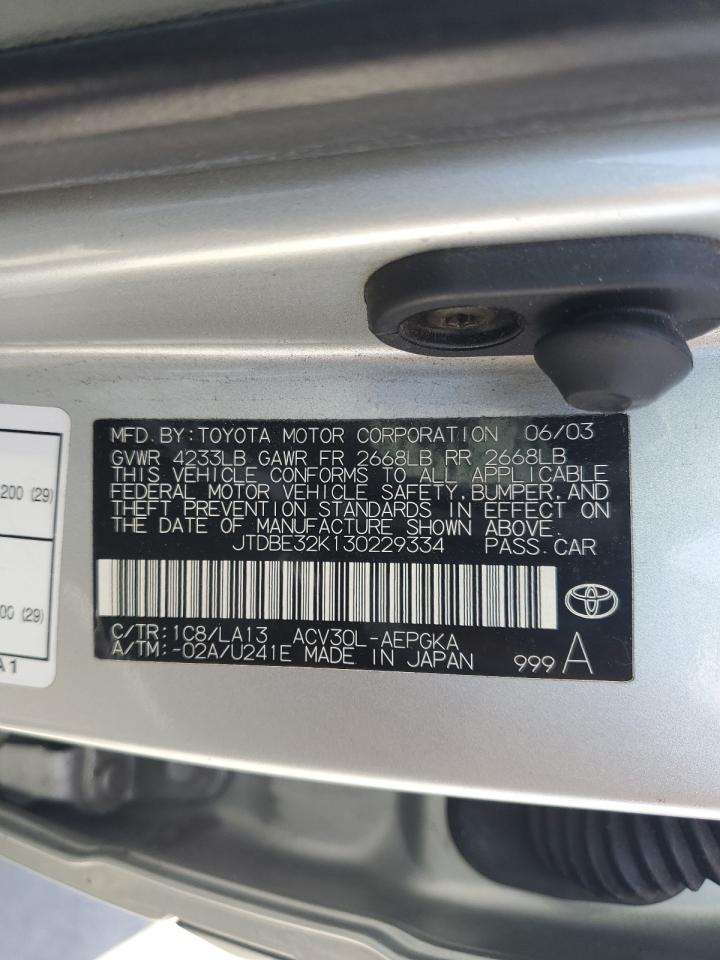 MFD.BY:TOYOTA MOTOR CORPORATION 06/03
GVWR 4233LB GAWR FR 2668LB RR 2668LB
THIS VEHICLE CONFORMS TO ALL APPLICABLE
FEDERAL MOTOR VEHICLE SAFETY,BUMPER,AND
THEFT PREVENTION STANDARDS IN EFFECT ON
THE DATE OF MANUFACTURE SHOWN ABOVE.
JTDBE32K130229334 PASS.CAR
C/TR:1C8/LA13 ACV30L-AEPGKA
A/TM:-02A/U241E MADE IN JAPAN 999 A
200 (29)
00 (29)
A1